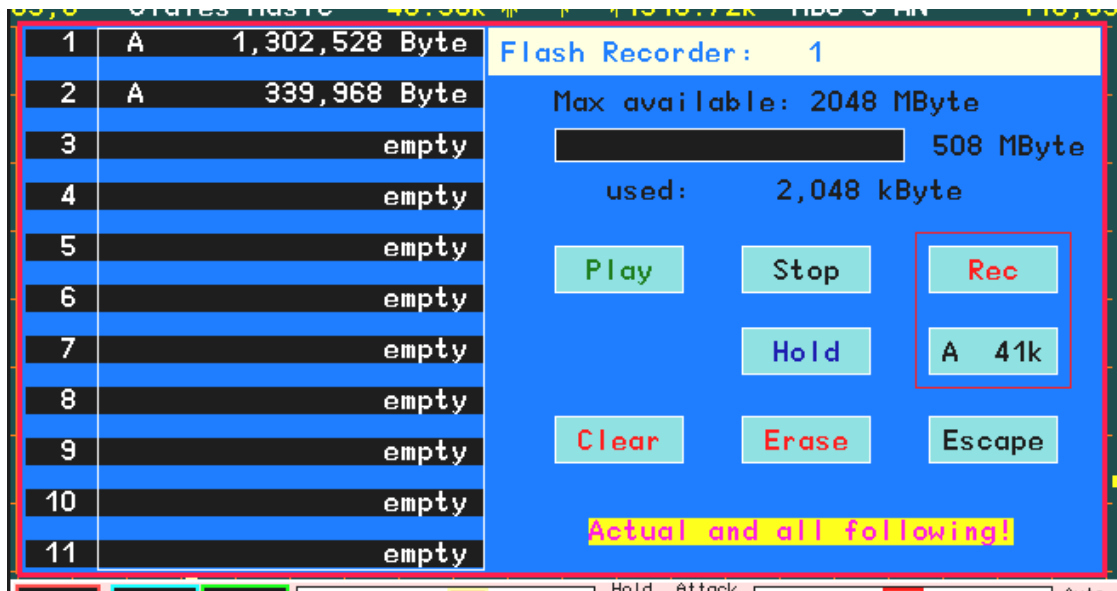 1 A 1,302,528 Byte
2 A 339,968 Byte
3 empty
4 empty
5 empty
6 empty
7 empty
8 empty
9 empty
10 empty
11 empty
Flash Recorder: 1
Max available: 2048 MByte
508 MByte
used: 2,048 kByte
Play Stop Rec
Hold A 41k
Clear Erase Escape
Actual and all following!
Hold Attack